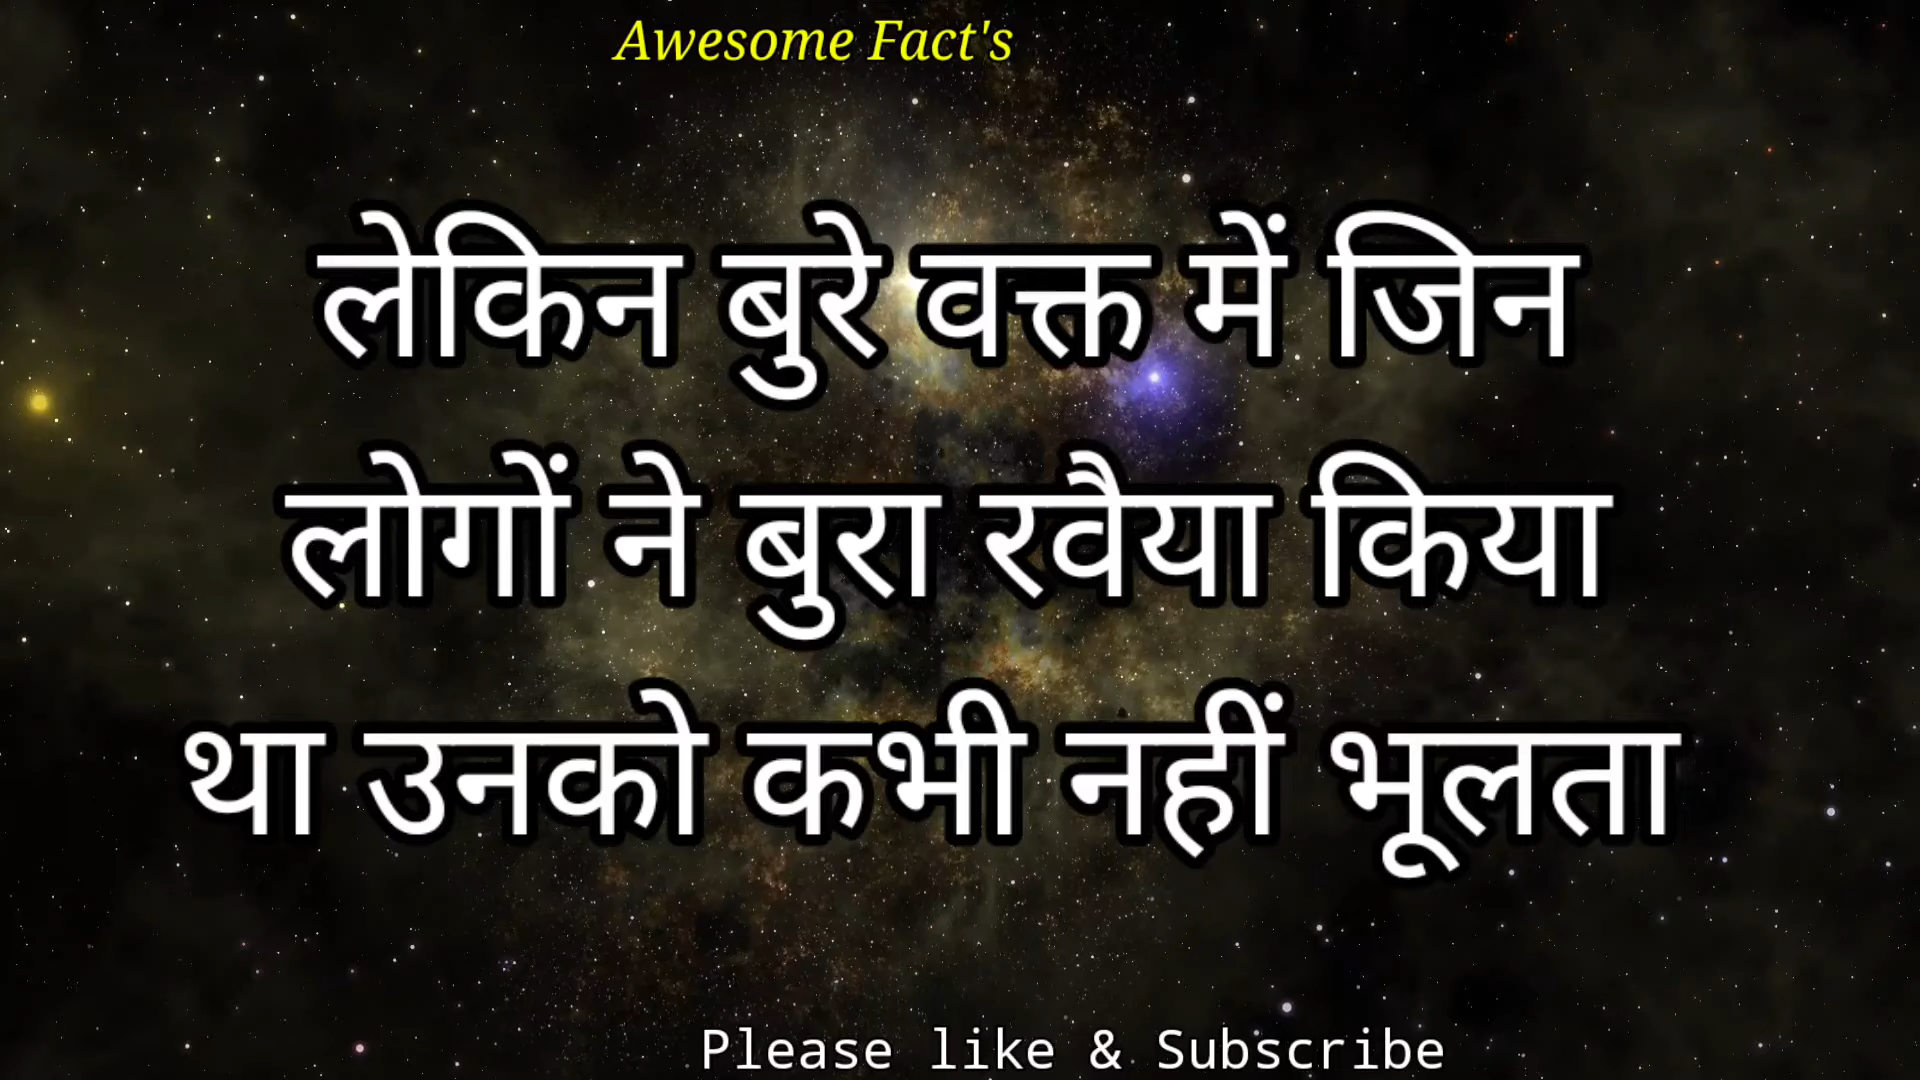 Awesome Fact's
लेकिन बुरे वक्त में जिन
लोगों ने बुरा रवैया किया
था उनको कभी नहीं भूलता
Please like & Subscribe